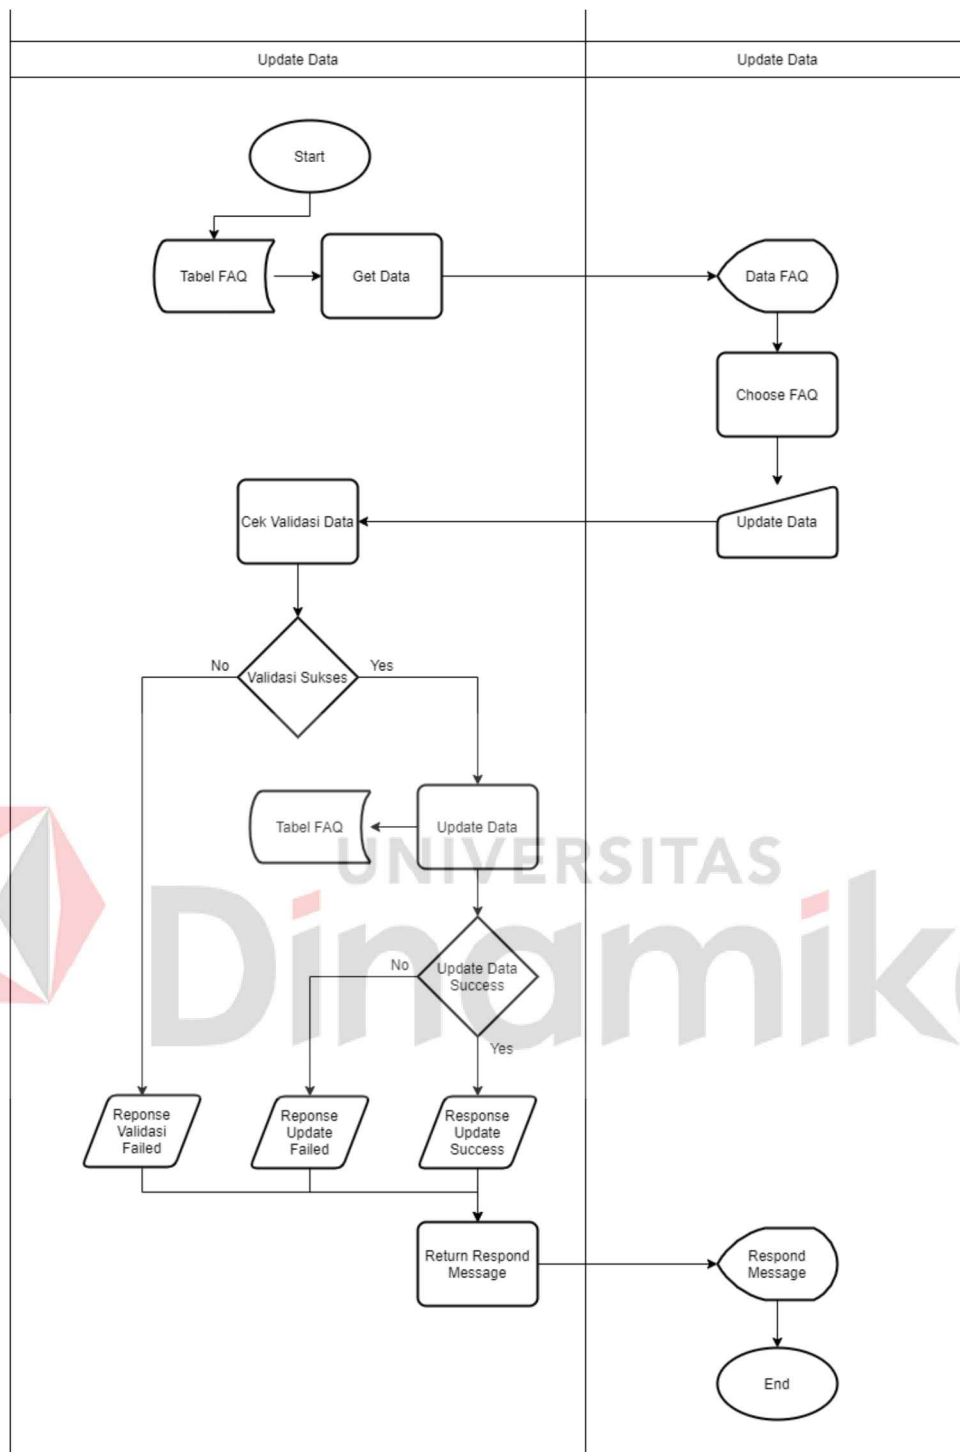 Update Data
Update Data
Start
Tabel FAQ
Get Data
Data FAQ
Choose FAQ
Cek Validasi Data
Update Data
No
Validasi Sukses
Yes
Tabel FAQ
Update Data
UNIVERSITAS
Dinamika
No
Update Data
Success
Yes
Reponse
Validasi
Failed
Reponse
Update
Failed
Response
Update
Success
Return Respond
Message
Respond
Message
End